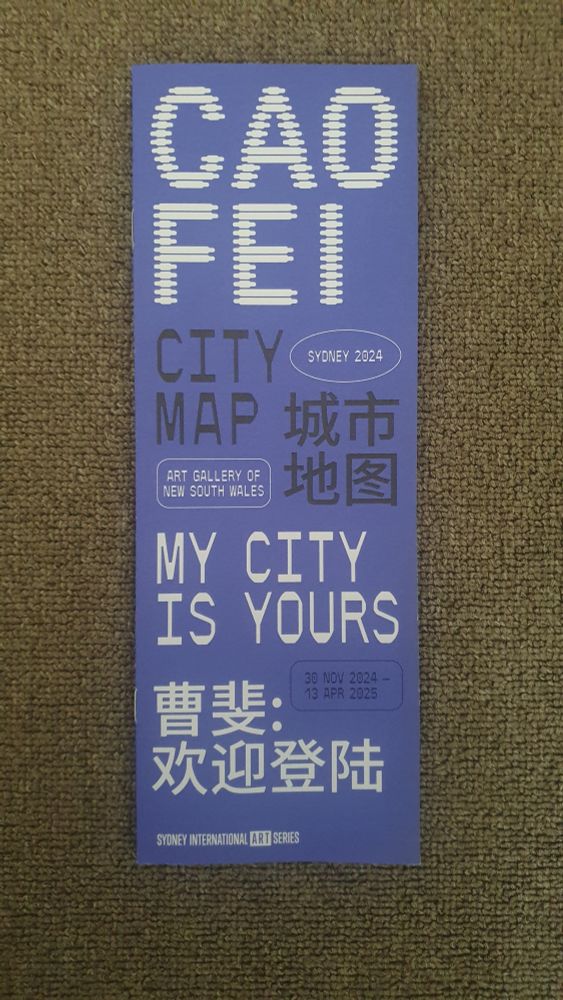 CAO
FEI
CITY
SYDNEY 2024
MAP
城市
地图
ART GALLERY OF
NEW SOUTH WALES
MY CITY
IS YOURS
30 NOV 2024 –
13 APR 2025
曹斐:
欢迎登陆
SYDNEY INTERNATIONAL ART SERIES